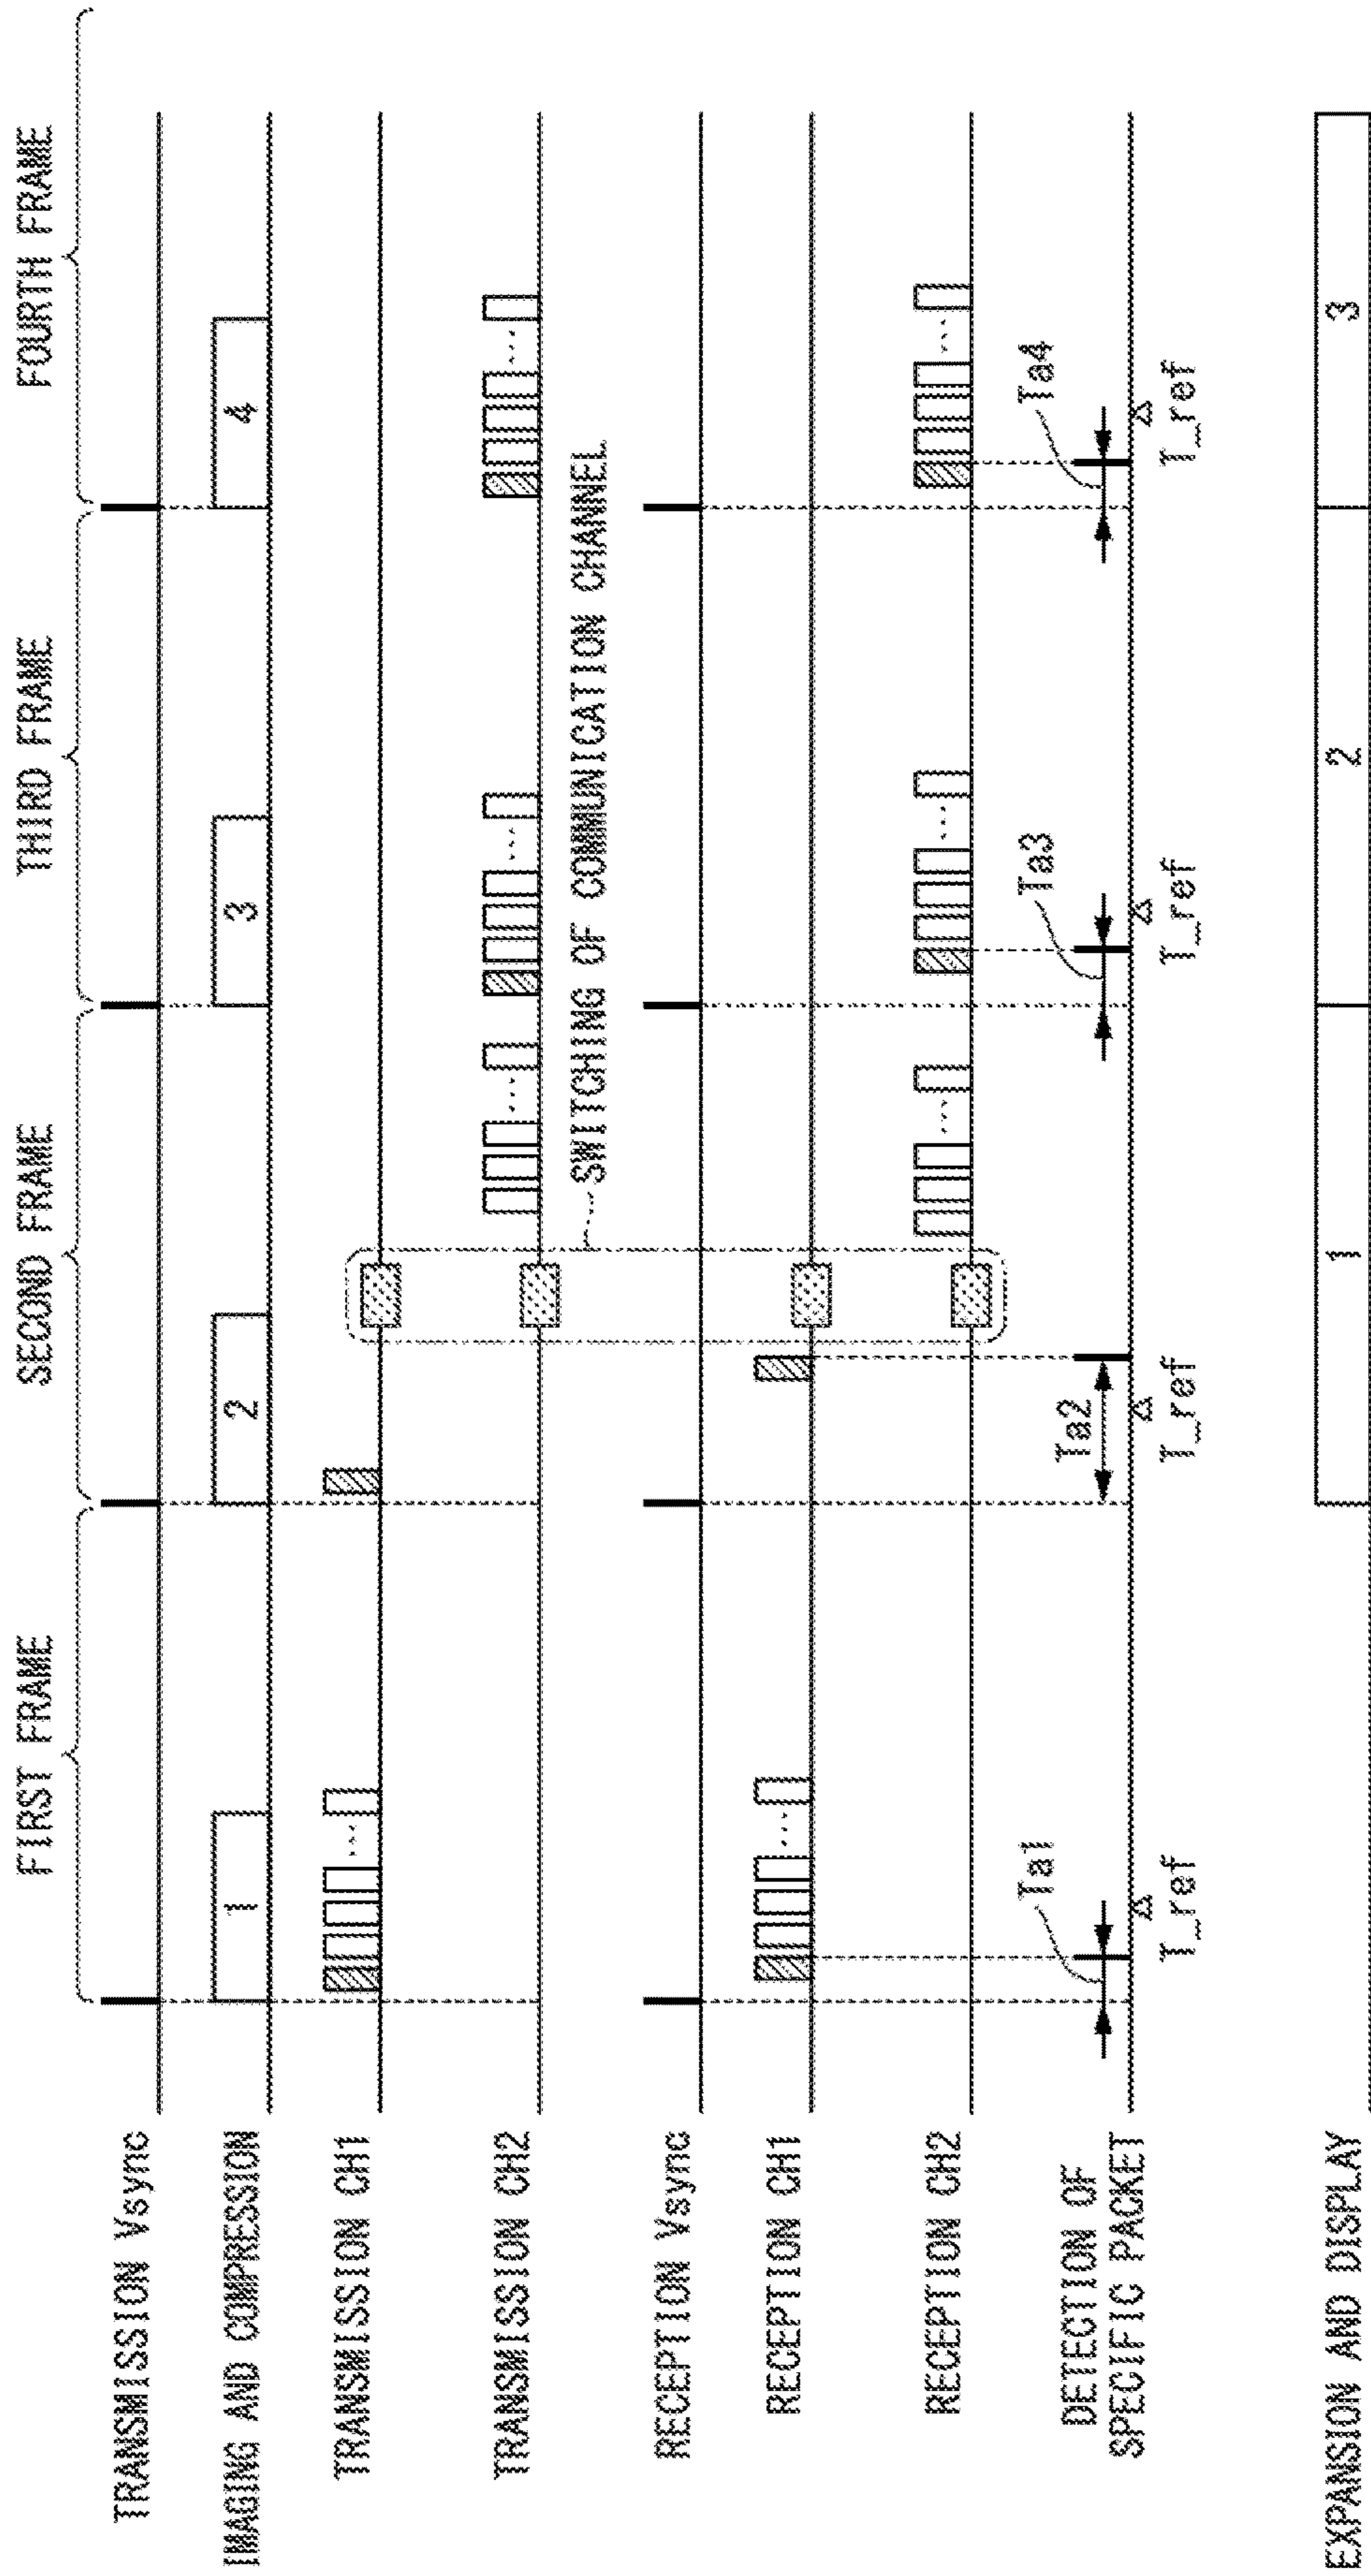 FIRST FRAME
SECOND FRAME
THIRD FRAME
FOURTH FRAME
TRANSMISSION Vsync
IMAGING AND COMPRESSION
1
2
3
4
TRANSMISSION CH1
TRANSMISSION CH2
SWITCHING OF COMMUNICATION CHANNEL
RECEPTION Vsync
RECEPTION CH1
RECEPTION CH2
DETECTION OF
SPECIFIC PACKET
Ta1
Ta2
Ta3
Ta4
T_ref
T_ref
T_ref
T_ref
EXPANSION AND DISPLAY
1
2
3